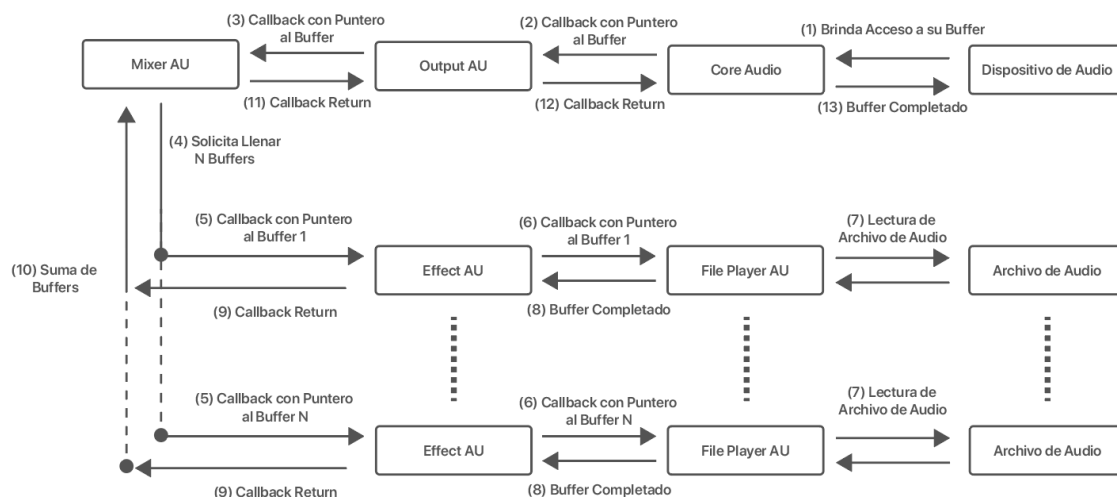 (3) Callback con Puntero
al Buffer
(2) Callback con Puntero
al Buffer
(1) Brinda Acceso a su Buffer
Mixer AU
Output AU
Core Audio
Dispositivo de Audio
(11) Callback Return
(12) Callback Return
(13) Buffer Completado
(4) Solicita Llenar
N Buffers
(5) Callback con Puntero
al Buffer 1
(6) Callback con Puntero
al Buffer 1
(7) Lectura de
Archivo de Audio
(10) Suma de
Buffers
Effect AU
File Player AU
Archivo de Audio
(9) Callback Return
(8) Buffer Completado
(5) Callback con Puntero
al Buffer N
(6) Callback con Puntero
al Buffer N
(7) Lectura de
Archivo de Audio
Effect AU
File Player AU
Archivo de Audio
(9) Callback Return
(8) Buffer Completado